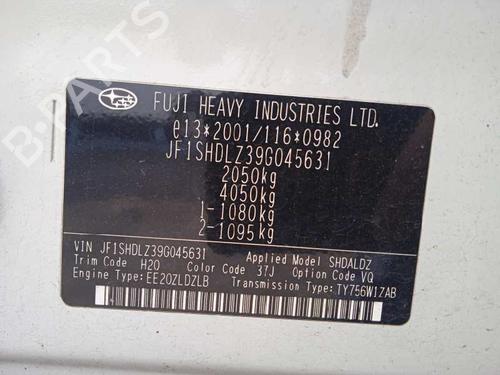 B-PARTS
FUJI HEAVY INDUSTRIES LTD.
e13*2001/116*0982
JF1SHDLZ39G045631
2050kg
4050kg
1-1080kg
2-1095kg
VIN JF1SHDLZ39G045631 Applied Model SHDALDZ
Trim Code H20 Color Code 37J Option Code VQ
Engine Type: EE20ZLDZLB Transmission Type: TY756W1ZAB